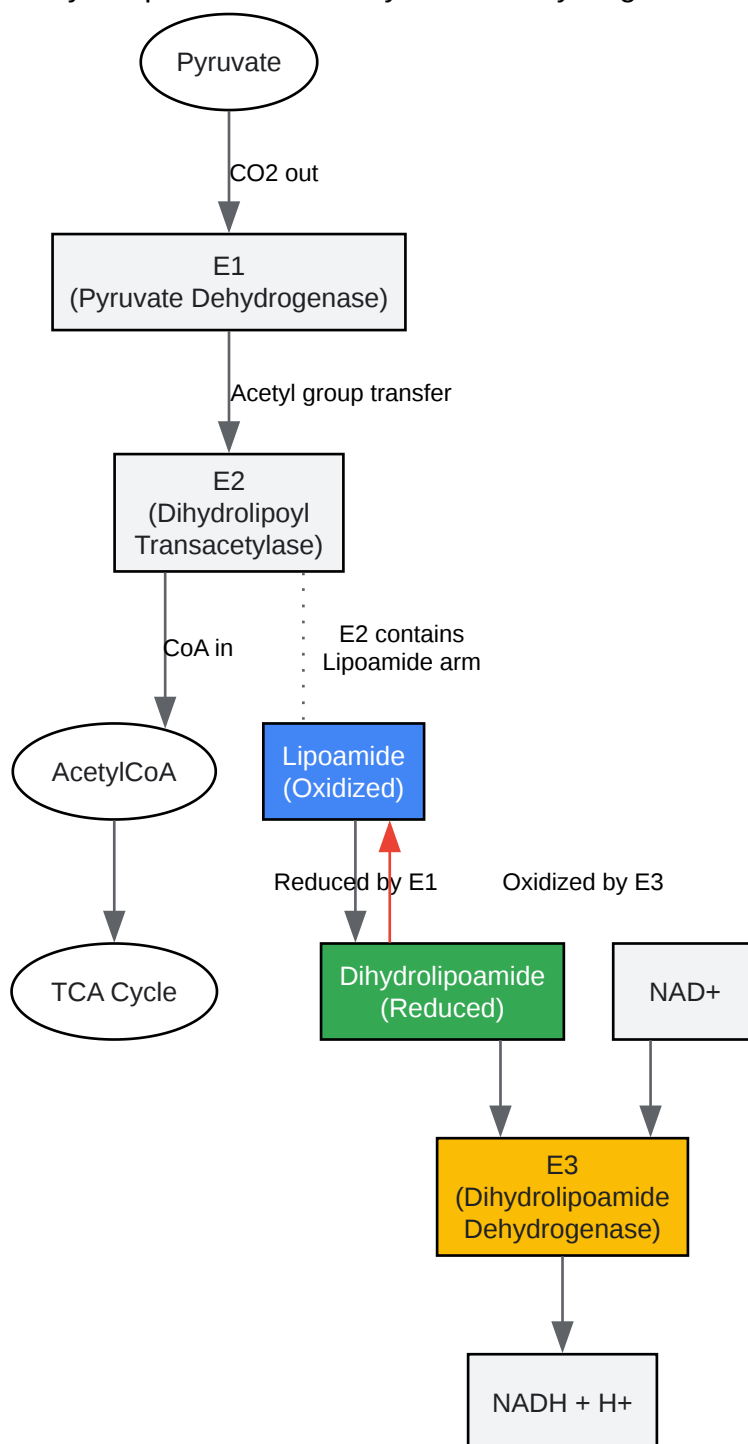 Pyruvate
CO2 out
E1
(Pyruvate Dehydrogenase)
Acetyl group transfer
E2
(Dihydrolipoyl
Transacetylase)
CoA in
E2 contains
Lipoamide arm
AcetylCoA
Lipoamide
(Oxidized)
Reduced by E1
Oxidized by E3
TCA Cycle
Dihydrolipoamide
(Reduced)
NAD+
E3
(Dihydrolipoamide
Dehydrogenase)
NADH + H+